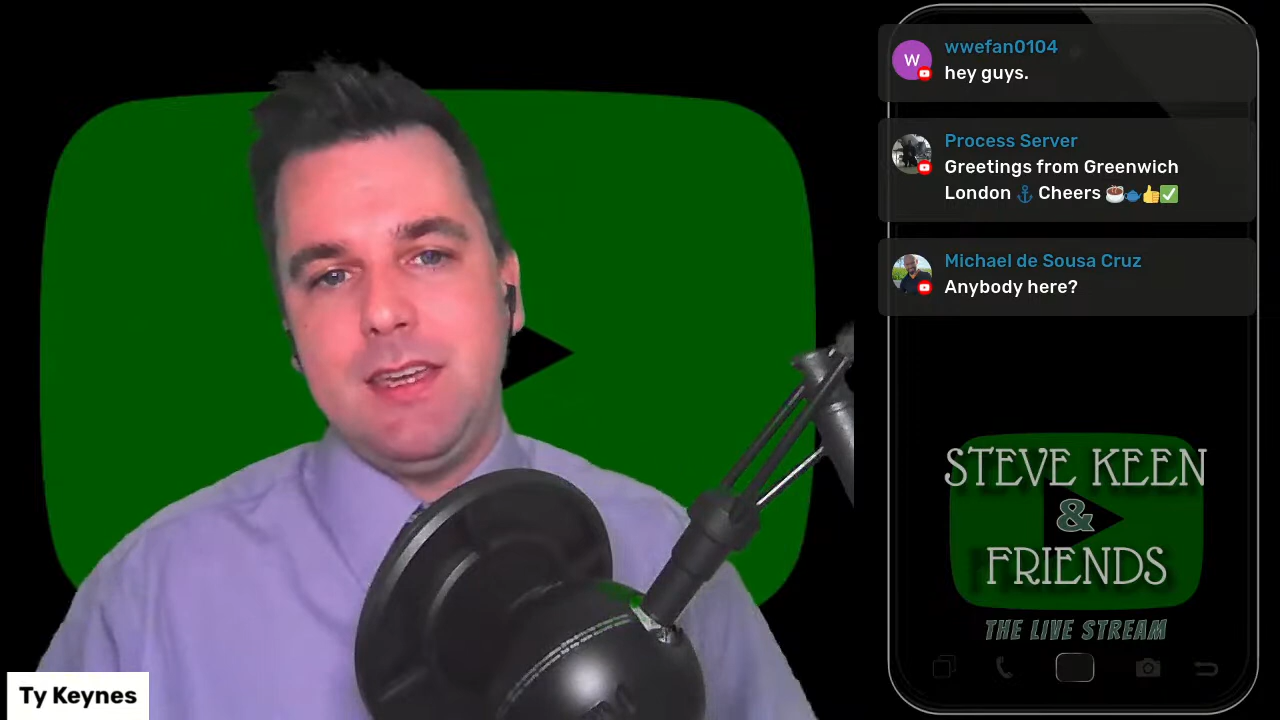 wwefan0104
hey guys.
Process Server
Greetings from Greenwich
London ⚓ Cheers ☕🫖👍✅
Michael de Sousa Cruz
Anybody here?
STEVE KEEN
&
FRIENDS
THE LIVE STREAM
Ty Keynes
W